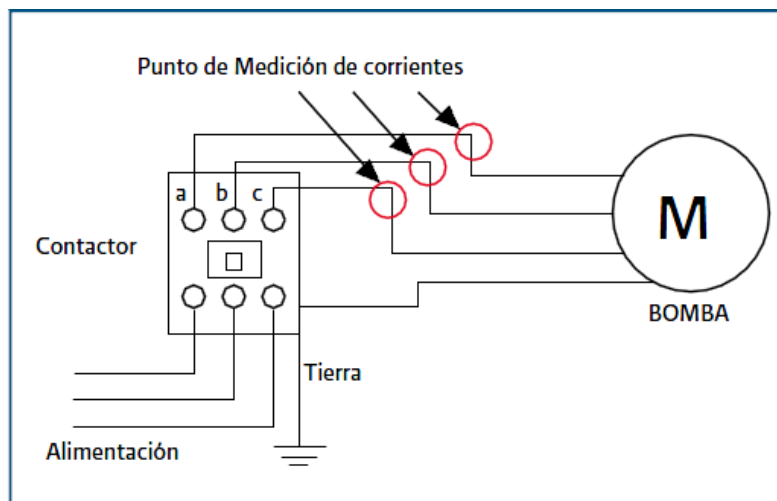 Punto de Medición de corrientes
a b c
M
Contactor
BOMBA
Tierra
Alimentación